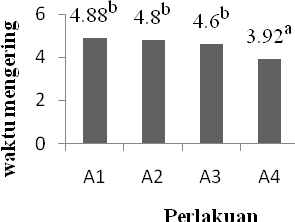 waktu mengering
6
4
2
0
4.88ᵇ 4.8ᵇ 4.6ᵇ 3.92ᵃ
A1 A2 A3 A4
Perlakuan